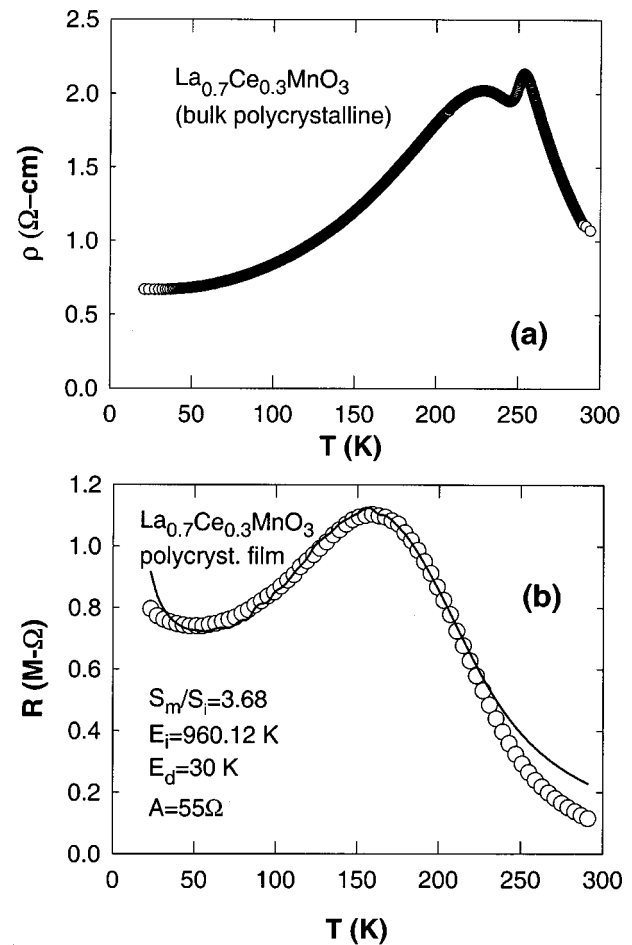 2.5
2.0
1.5
1.0
0.5
0.0
ρ (Ω–cm)
La0.7Ce0.3MnO3
(bulk polycrystalline)
(a)
0 50 100 150 200 250 300
T (K)
1.2
1.0
0.8
0.6
0.4
0.2
0.0
R (M-Ω)
La0.7Ce0.3MnO3
polycryst. film
(b)
Sm/Si=3.68
Ei=960.12 K
Ed=30 K
A=55Ω
0 50 100 150 200 250 300
T (K)